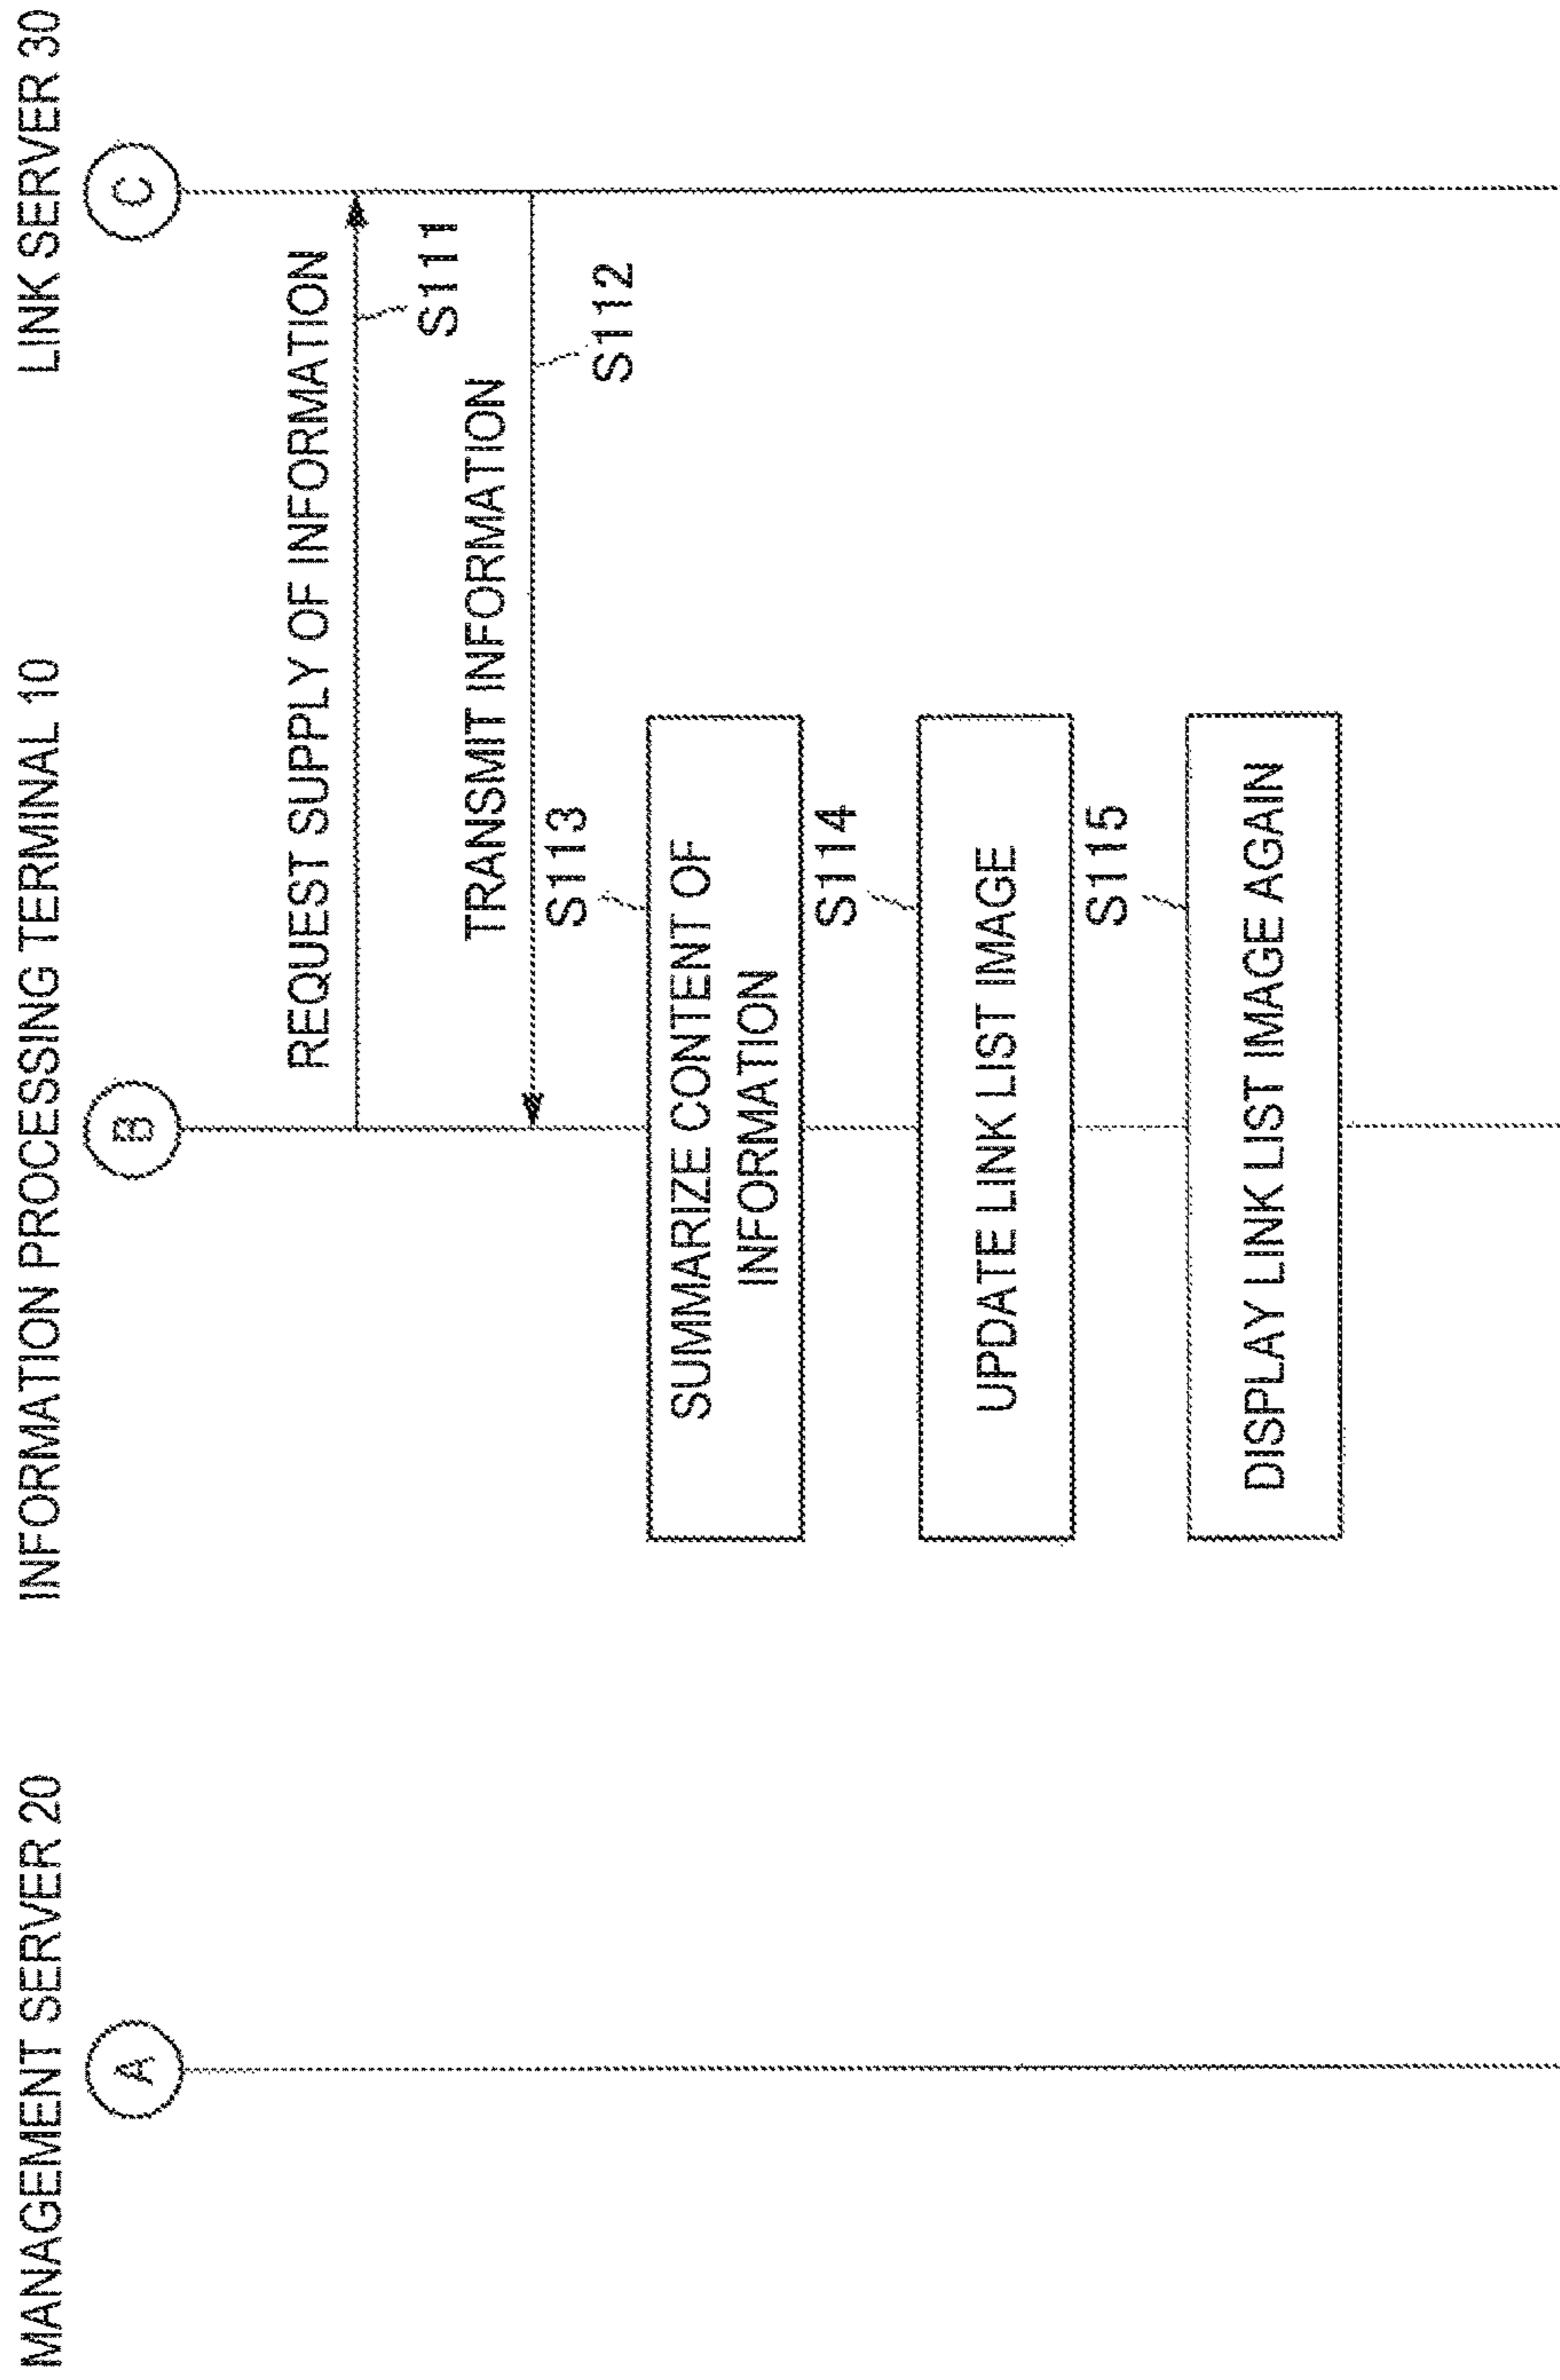 MANAGEMENT SERVER 20
INFORMATION PROCESSING TERMINAL 10
LINK SERVER 30
A
B
C
REQUEST SUPPLY OF INFORMATION
S111
TRANSMIT INFORMATION
S112
S113
SUMMARIZE CONTENT OF
INFORMATION
S114
UPDATE LINK LIST IMAGE
S115
DISPLAY LINK LIST IMAGE AGAIN